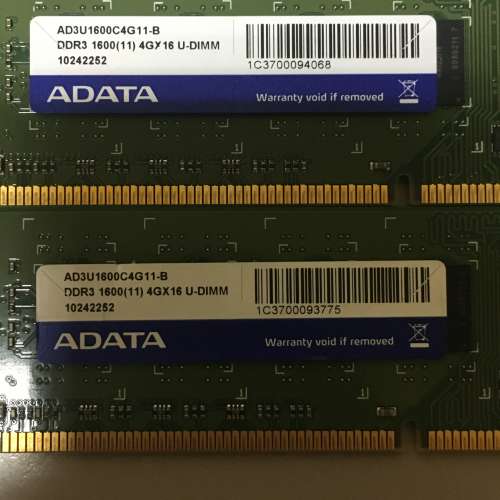 AD3U1600C4G11-B
DDR3 1600(11) 4GX16 U-DIMM
10242252
1C3700094068
ADATA
Warranty void if removed
AD3U1600C4G11-B
DDR3 1600(11) 4GX16 U-DIMM
10242252
1C3700093775
ADATA
Warranty void if removed